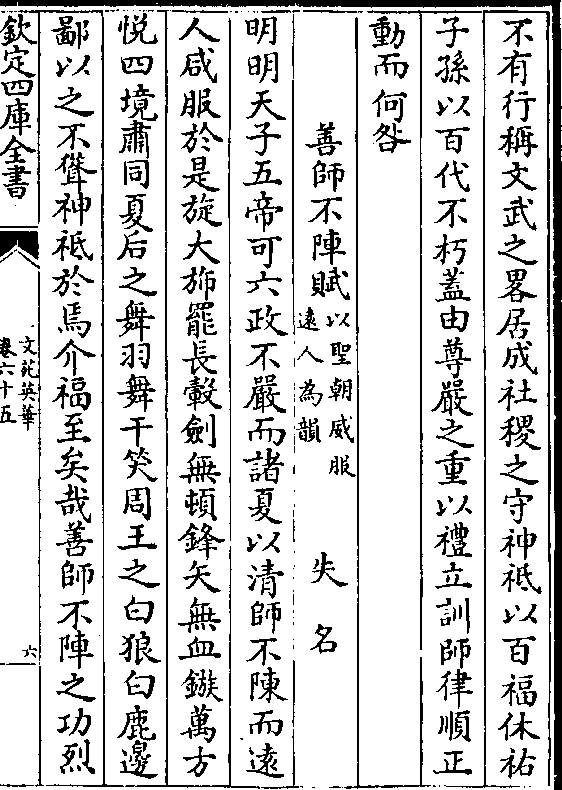 不有行稱文武之畧居成社稷之守神祗以百福休祐
子孫以百代不朽蓋由尊嚴之重以禮立訓師律順正
動而何咎
善師不陣賦以聖朝威服遠人為韻 失名
明明天子五帝可六政不嚴而諸夏以清師不陳而遠
人咸服於是旋大斾罷長轂劍無頓鋒矢無血鏃萬方
悅四境肅同夏后之舞羽舞干笑周王之白狼白鹿邊
鄙以之不聳神祗於焉介福至矣哉善師不陣之功烈
欽定四庫全書
文苑英華
卷六十五
六